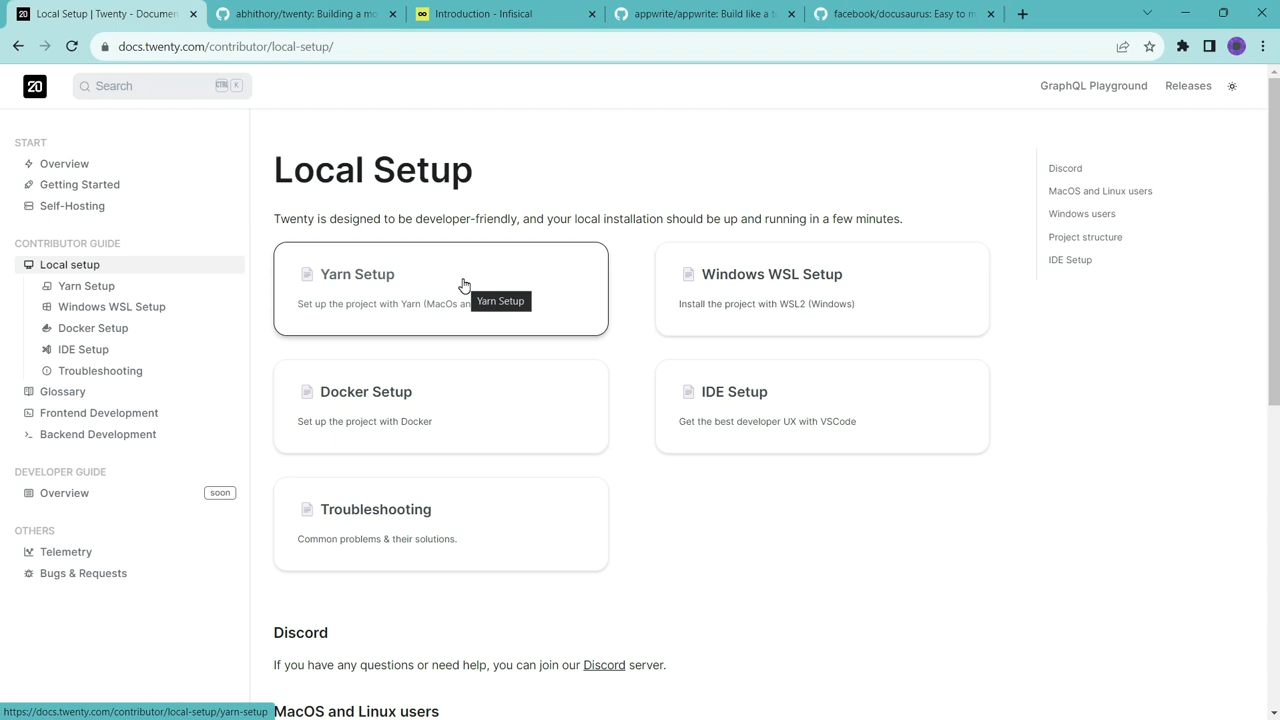 Local Setup | Twenty - Documen
abhithory/twenty: Building a mo
Introduction - Infisical
appwrite/appwrite: Build like a t
facebook/docusaurus: Easy to m
docs.twenty.com/contributor/local-setup/
20
Search
CTRL K
GraphQL Playground
Releases
START
Overview
Getting Started
Self-Hosting
CONTRIBUTOR GUIDE
Local setup
Yarn Setup
Windows WSL Setup
Docker Setup
IDE Setup
Troubleshooting
Glossary
Frontend Development
Backend Development
DEVELOPER GUIDE
Overview
soon
OTHERS
Telemetry
Bugs & Requests
Local Setup
Twenty is designed to be developer-friendly, and your local installation should be up and running in a few minutes.
Yarn Setup
Set up the project with Yarn (MacOs an
Yarn Setup
Windows WSL Setup
Install the project with WSL2 (Windows)
Docker Setup
Set up the project with Docker
IDE Setup
Get the best developer UX with VSCode
Troubleshooting
Common problems & their solutions.
Discord
If you have any questions or need help, you can join our Discord server.
MacOS and Linux users
Discord
MacOS and Linux users
Windows users
Project structure
IDE Setup
https://docs.twenty.com/contributor/local-setup/yarn-setup